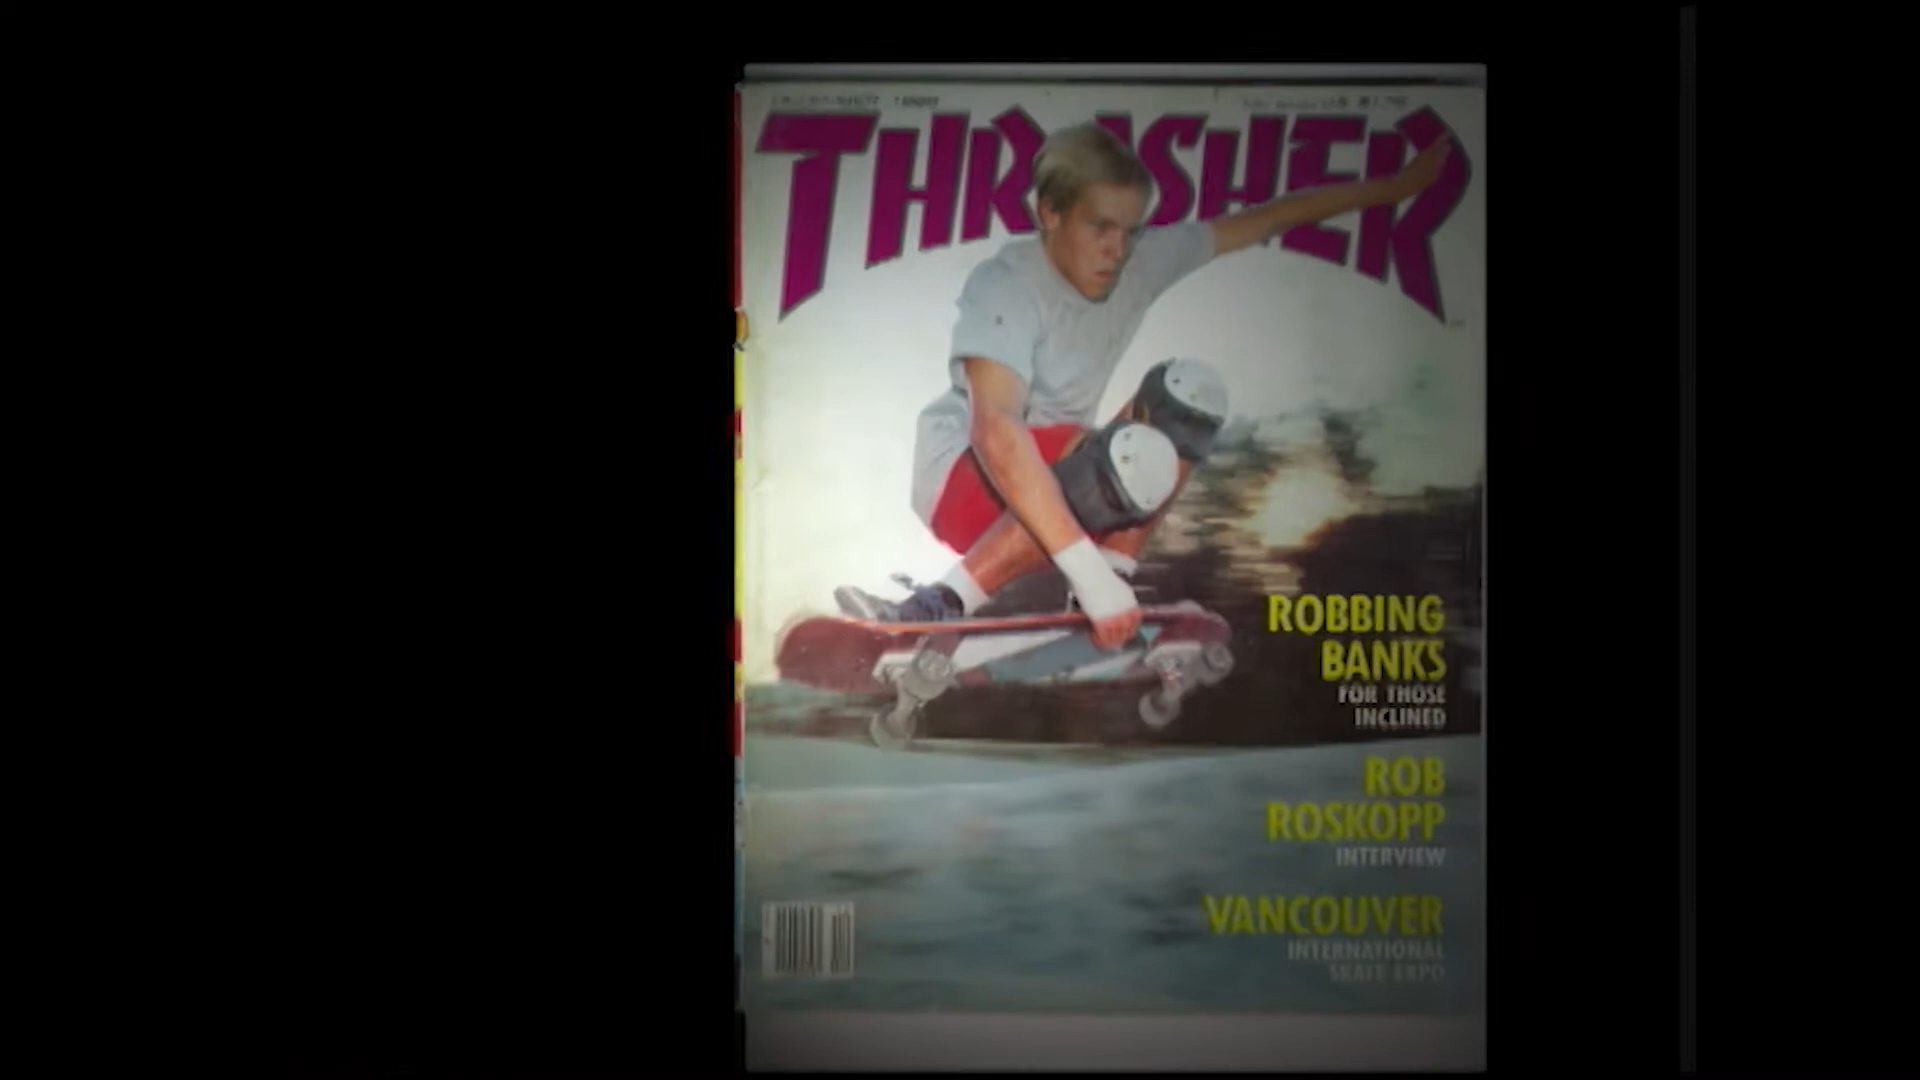 THRASHER
ROBBING
BANKS
FOR THOSE
INCLINED
ROB
ROSKOPP
INTERVIEW
VANCOUVER
INTERNATIONAL
SKATE EXPO